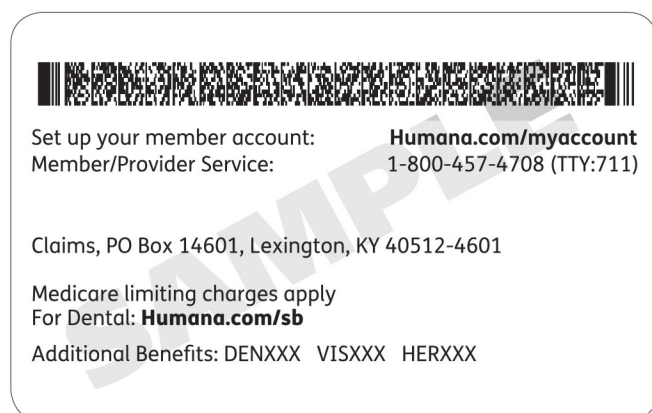 Set up your member account: Humana.com/myaccount
Member/Provider Service: 1-800-457-4708 (TTY:711)
Claims, PO Box 14601, Lexington, KY 40512-4601
Medicare limiting charges apply
For Dental: Humana.com/sb
Additional Benefits: DENXXX VISXXX HERXXX
SAMPLE